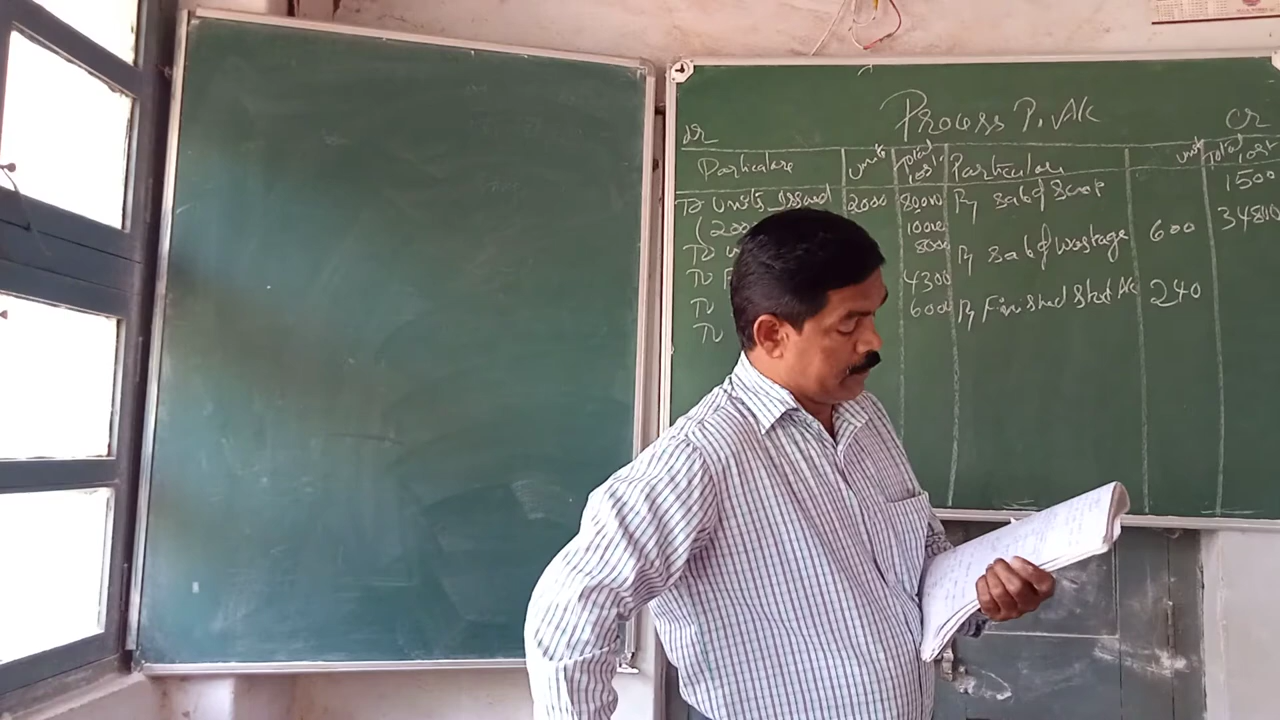 Process P. A/c
Dr Cr
Particulars Units Total Cost Particulars Units Total Cost
To Units Issued 2000 80000 By Sale of Scrap 1500
(200 10000
To 8000 By Sale of Wastage 600 34800
To F 4300
To 6000 By Finished Stock A/c 240
To